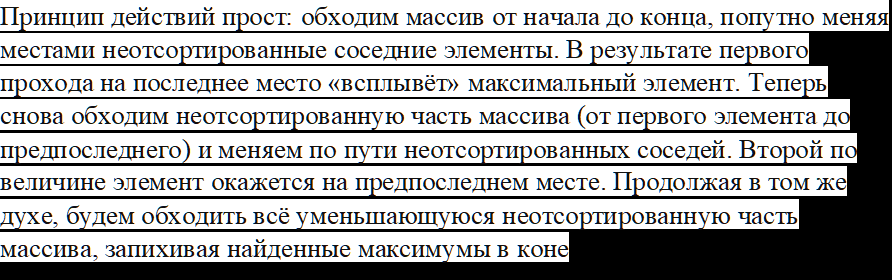 Принцип действий прост: обходим массив от начала до конца, попутно меняя
местами неотсортированные соседние элементы. В результате первого
прохода на последнее место «всплывёт» максимальный элемент. Теперь
снова обходим неотсортированную часть массива (от первого элемента до
предпоследнего) и меняем по пути неотсортированных соседей. Второй по
величине элемент окажется на предпоследнем месте. Продолжая в том же
духе, будем обходить всё уменьшающуюся неотсортированную часть
массива, запихивая найденные максимумы в коне